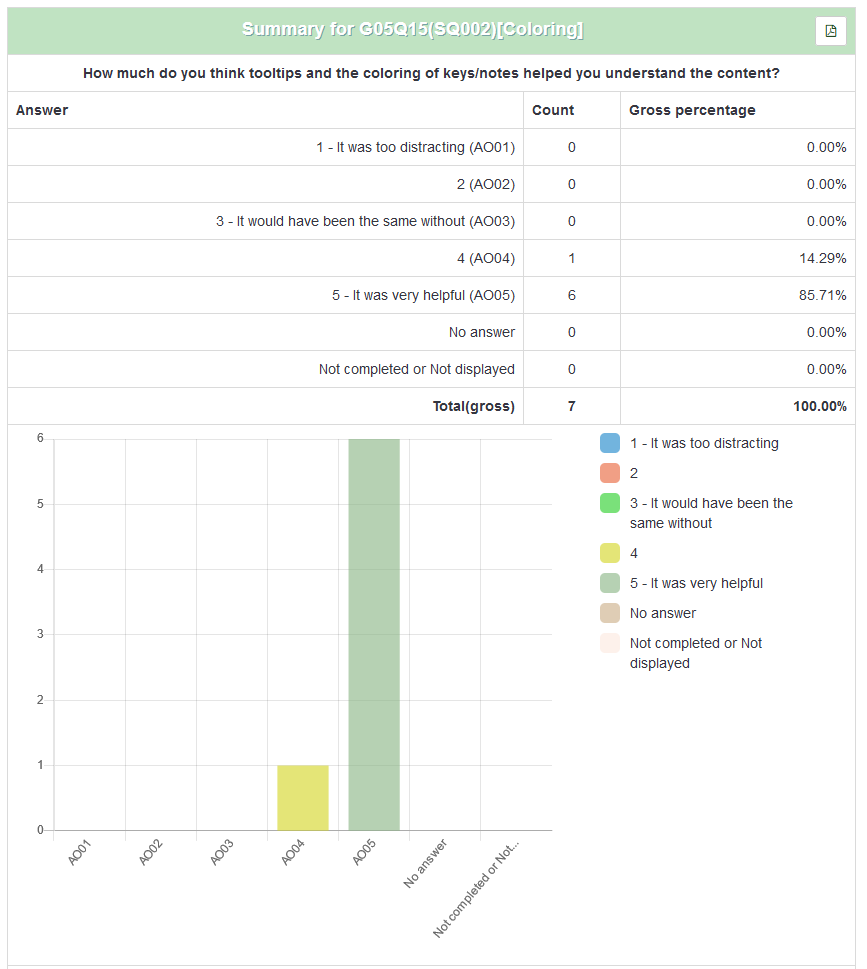 Summary for G05Q15(SQ002)[Coloring]
How much do you think tooltips and the coloring of keys/notes helped you understand the content?
Answer Count Gross percentage
1 - It was too distracting (AO01) 0 0.00%
2 (AO02) 0 0.00%
3 - It would have been the same without (AO03) 0 0.00%
4 (AO04) 1 14.29%
5 - It was very helpful (AO05) 6 85.71%
No answer 0 0.00%
Not completed or Not displayed 0 0.00%
Total(gross) 7 100.00%
6
5
4
3
2
1
0
AO01
AO02
AO03
AO04
AO05
No answer
Not completed or Not...
1 - It was too distracting
2
3 - It would have been the
same without
4
5 - It was very helpful
No answer
Not completed or Not
displayed